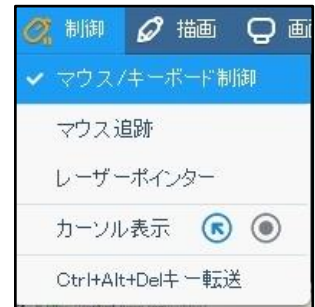 制御 描画 画
マウス/キーボード制御
マウス追跡
レーザーポインター
カーソル表示
Ctrl+Alt+Delキー転送